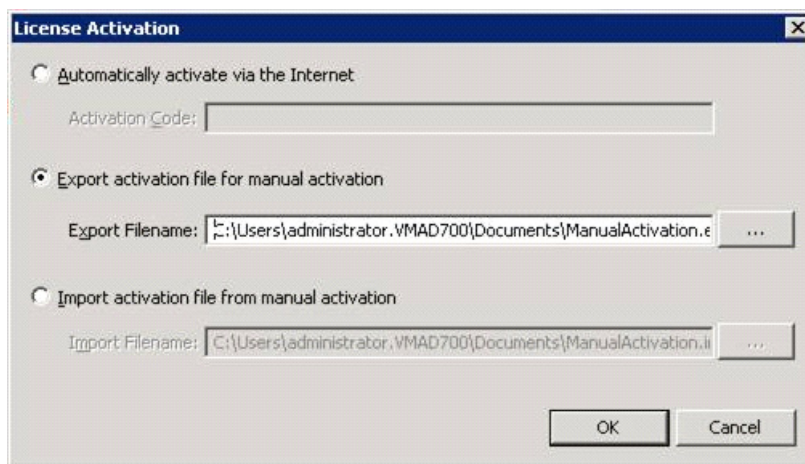 License Activation
Automatically activate via the Internet
Activation Code:
Export activation file for manual activation
Export Filename: C:\Users\administrator.VMAD700\Documents\ManualActivation.e
...
Import activation file from manual activation
Import Filename: C:\Users\administrator.VMAD700\Documents\ManualActivation.i
...
OK Cancel